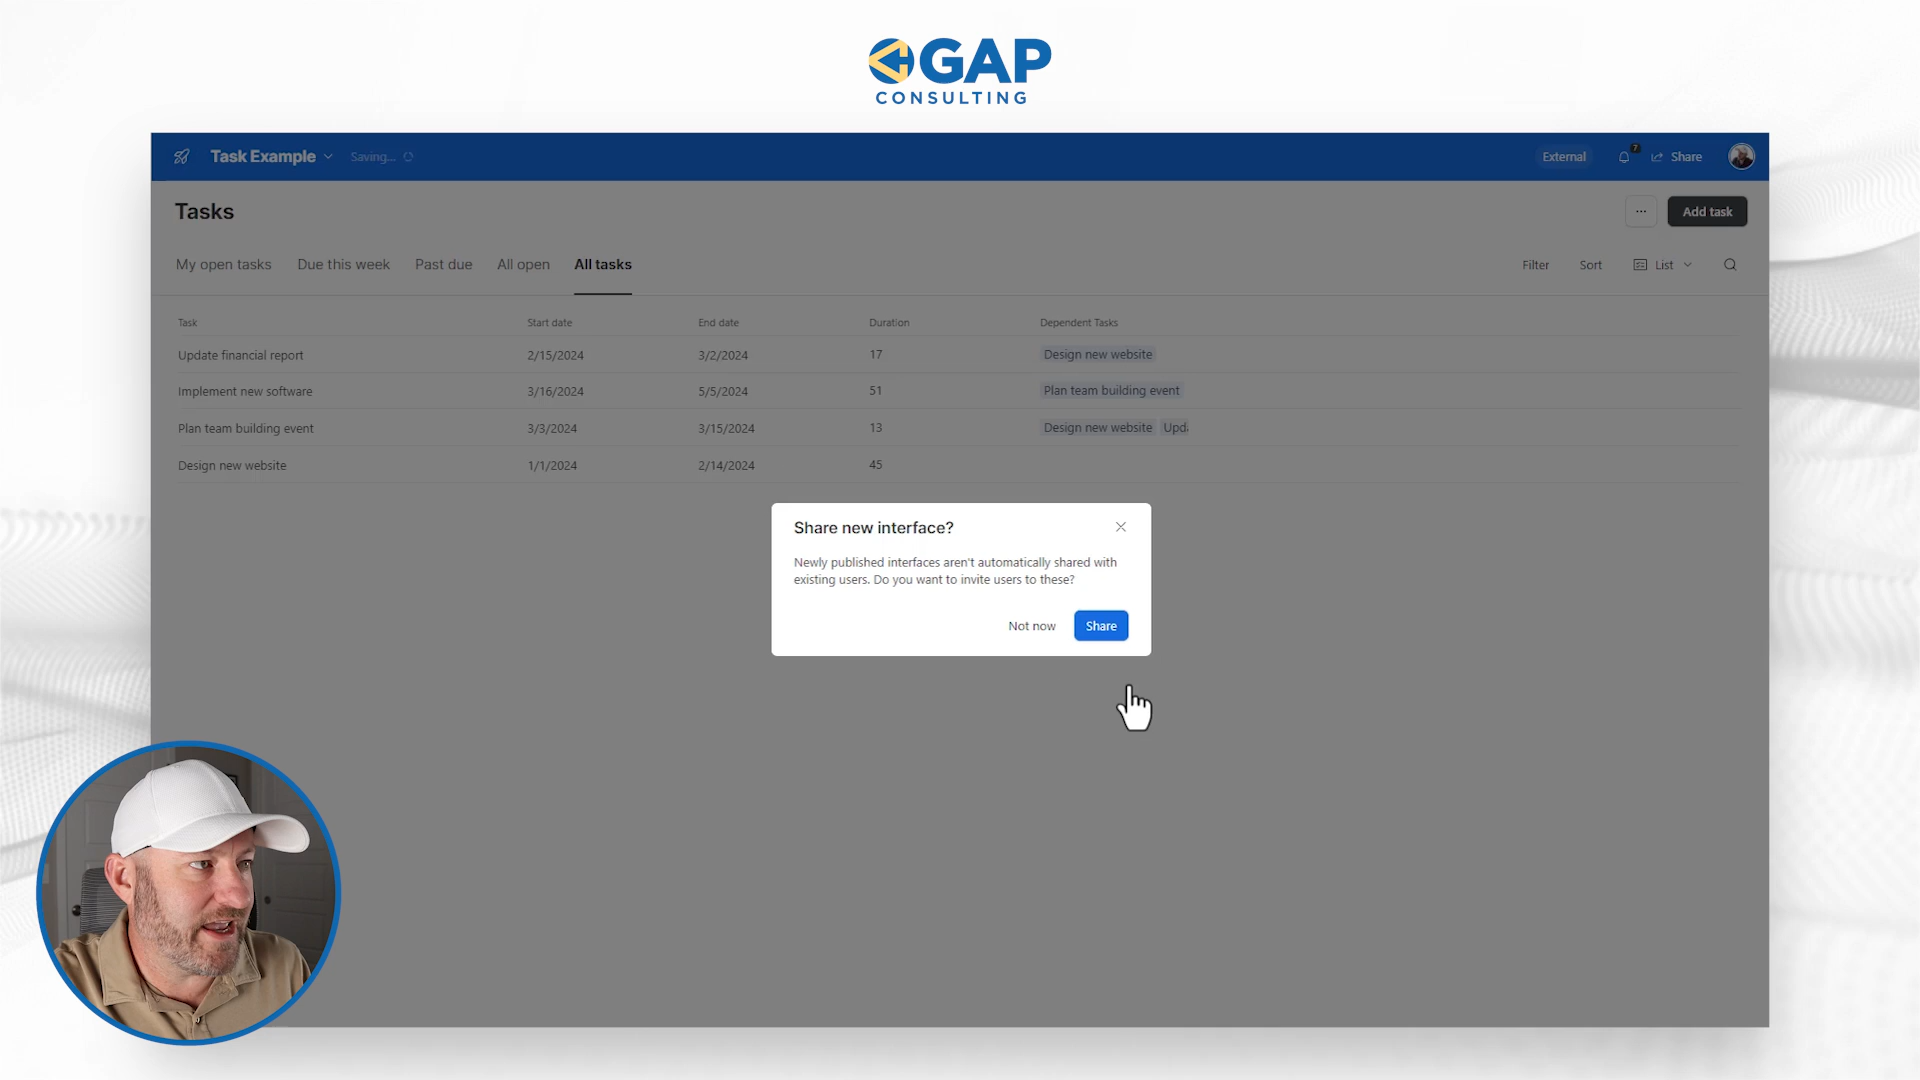 GAP
CONSULTING
Task Example Saving... External 7 Share
Tasks ... Add task
My open tasks Due this week Past due All open All tasks Filter Sort List
Task Start date End date Duration Dependent Tasks
Update financial report 2/15/2024 3/2/2024 17 Design new website
Implement new software 3/16/2024 5/5/2024 51 Plan team building event
Plan team building event 3/3/2024 3/15/2024 13 Design new website Upda
Design new website 1/1/2024 2/14/2024 45
Share new interface?
Newly published interfaces aren't automatically shared with
existing users. Do you want to invite users to these?
Not now Share